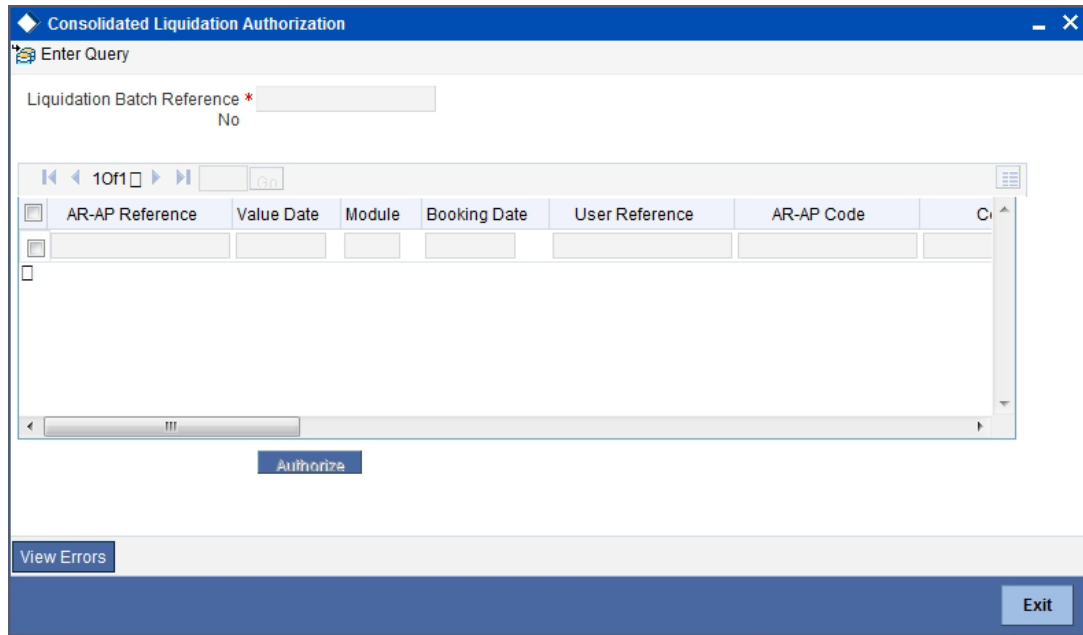 Consolidated Liquidation Authorization
Enter Query
Liquidation Batch Reference *
No
1Of1 Go
AR-AP Reference Value Date Module Booking Date User Reference AR-AP Code
Authorize
View Errors
Exit